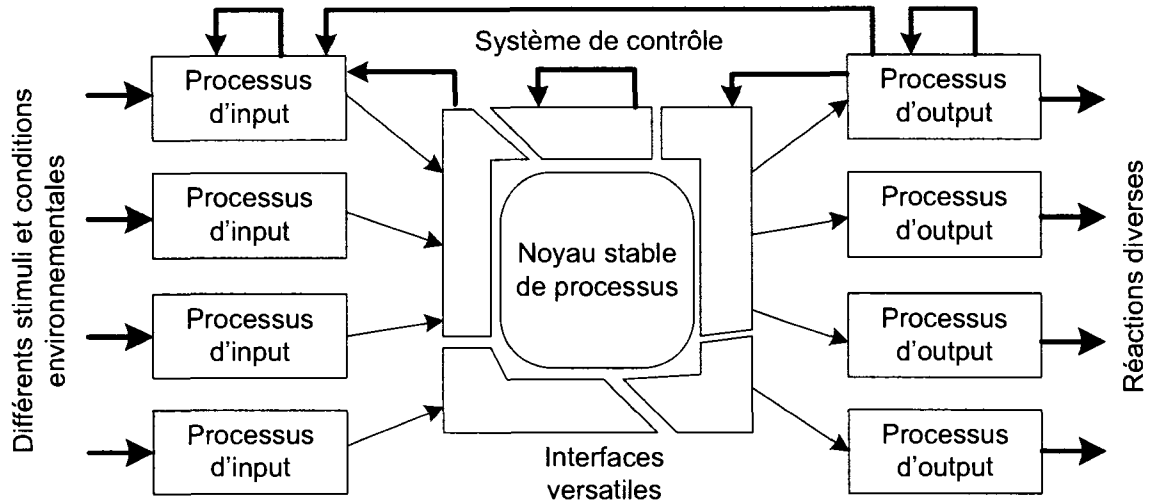 Système de contrôle
Différents stimuli et conditions
environnementales
Processus
d'input
Processus
d'input
Processus
d'input
Processus
d'input
Noyau stable
de processus
Interfaces
versatiles
Processus
d'output
Processus
d'output
Processus
d'output
Processus
d'output
Réactions diverses